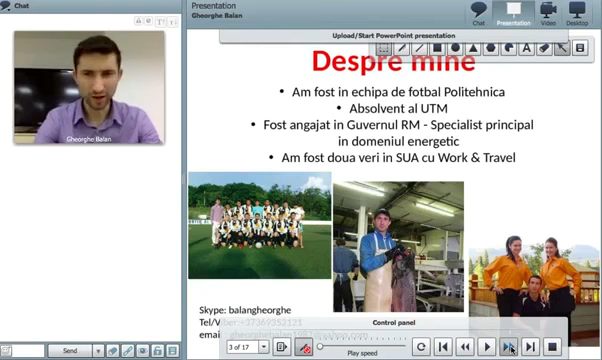 Chat
Gheorghe Balan
Send
Presentation
Gheorghe Balan
Chat
Presentation
Video
Desktop
Upload/Start PowerPoint presentation
Despre mine
• Am fost in echipa de fotbal Politehnica
• Absolvent al UTM
• Fost angajat in Guvernul RM - Specialist principal
in domeniul energetic
• Am fost doua veri in SUA cu Work & Travel
Skype: balangheorghe
Tel/Viber:+37369352121
email:
Control panel
3 of 17
Play speed